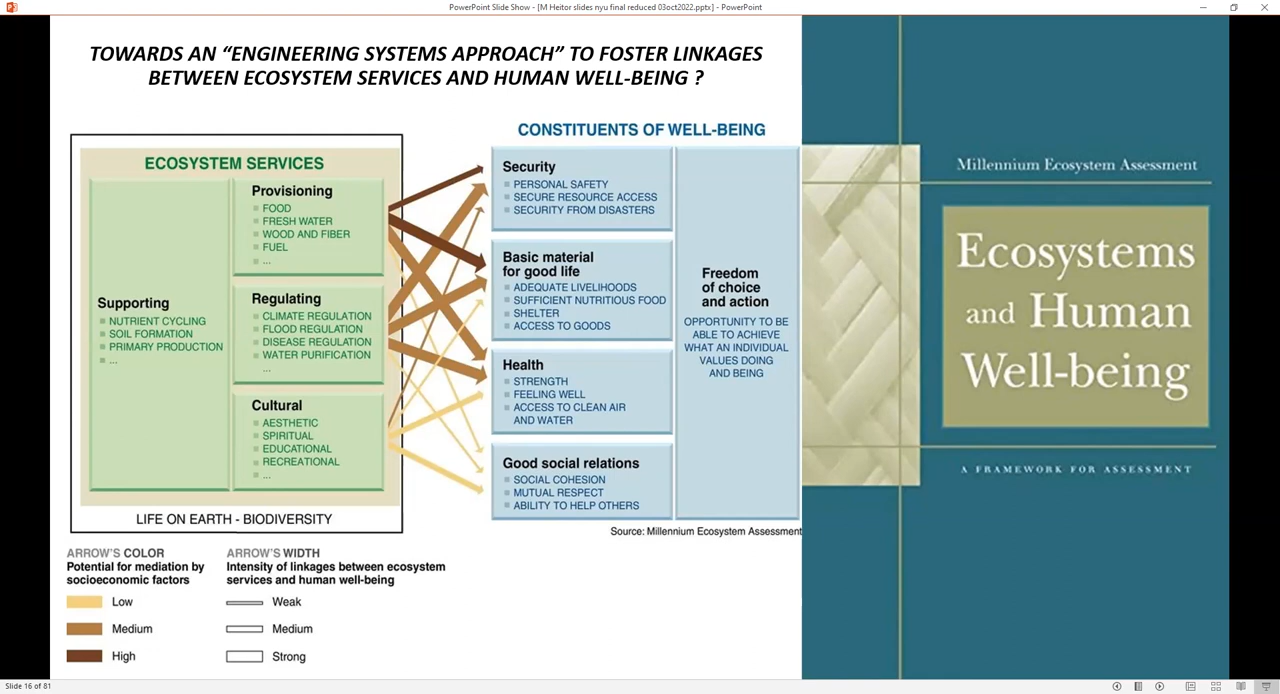 PowerPoint Slide Show - [M Heitor slides nyu final reduced 03oct2022.pptx] - PowerPoint
TOWARDS AN “ENGINEERING SYSTEMS APPROACH” TO FOSTER LINKAGES
BETWEEN ECOSYSTEM SERVICES AND HUMAN WELL-BEING ?
ECOSYSTEM SERVICES
Supporting
NUTRIENT CYCLING
SOIL FORMATION
PRIMARY PRODUCTION
...
Provisioning
FOOD
FRESH WATER
WOOD AND FIBER
FUEL
...
Regulating
CLIMATE REGULATION
FLOOD REGULATION
DISEASE REGULATION
WATER PURIFICATION
...
Cultural
AESTHETIC
SPIRITUAL
EDUCATIONAL
RECREATIONAL
...
LIFE ON EARTH - BIODIVERSITY
CONSTITUENTS OF WELL-BEING
Security
PERSONAL SAFETY
SECURE RESOURCE ACCESS
SECURITY FROM DISASTERS
Basic material
for good life
ADEQUATE LIVELIHOODS
SUFFICIENT NUTRITIOUS FOOD
SHELTER
ACCESS TO GOODS
Health
STRENGTH
FEELING WELL
ACCESS TO CLEAN AIR
AND WATER
Good social relations
SOCIAL COHESION
MUTUAL RESPECT
ABILITY TO HELP OTHERS
Freedom
of choice
and action
OPPORTUNITY TO BE
ABLE TO ACHIEVE
WHAT AN INDIVIDUAL
VALUES DOING
AND BEING
Source: Millennium Ecosystem Assessment
ARROW'S COLOR
Potential for mediation by
socioeconomic factors
Low
Medium
High
ARROW'S WIDTH
Intensity of linkages between ecosystem
services and human well-being
Weak
Medium
Strong
Millennium Ecosystem Assessment
Ecosystems
and Human
Well-being
A FRAMEWORK FOR ASSESSMENT
Slide 16 of 81